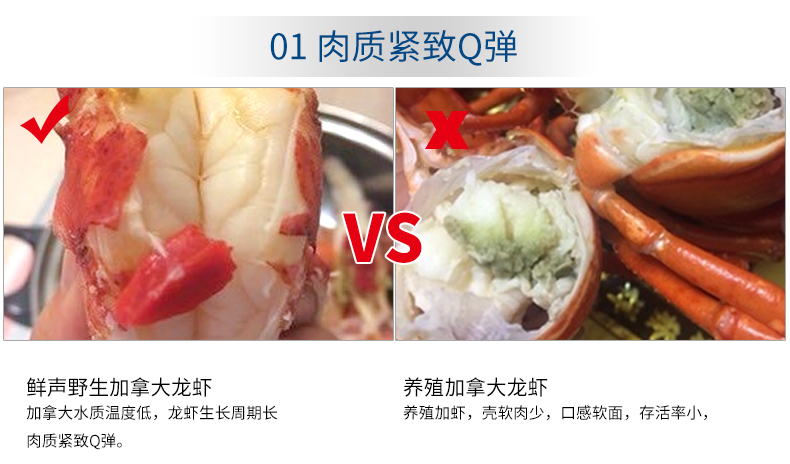 01 肉质紧致Q弹
VS
鲜声野生加拿大龙虾
加拿大水质温度低，龙虾生长周期长
肉质紧致Q弹。
养殖加拿大龙虾
养殖加虾，壳软肉少，口感软面，存活率小，